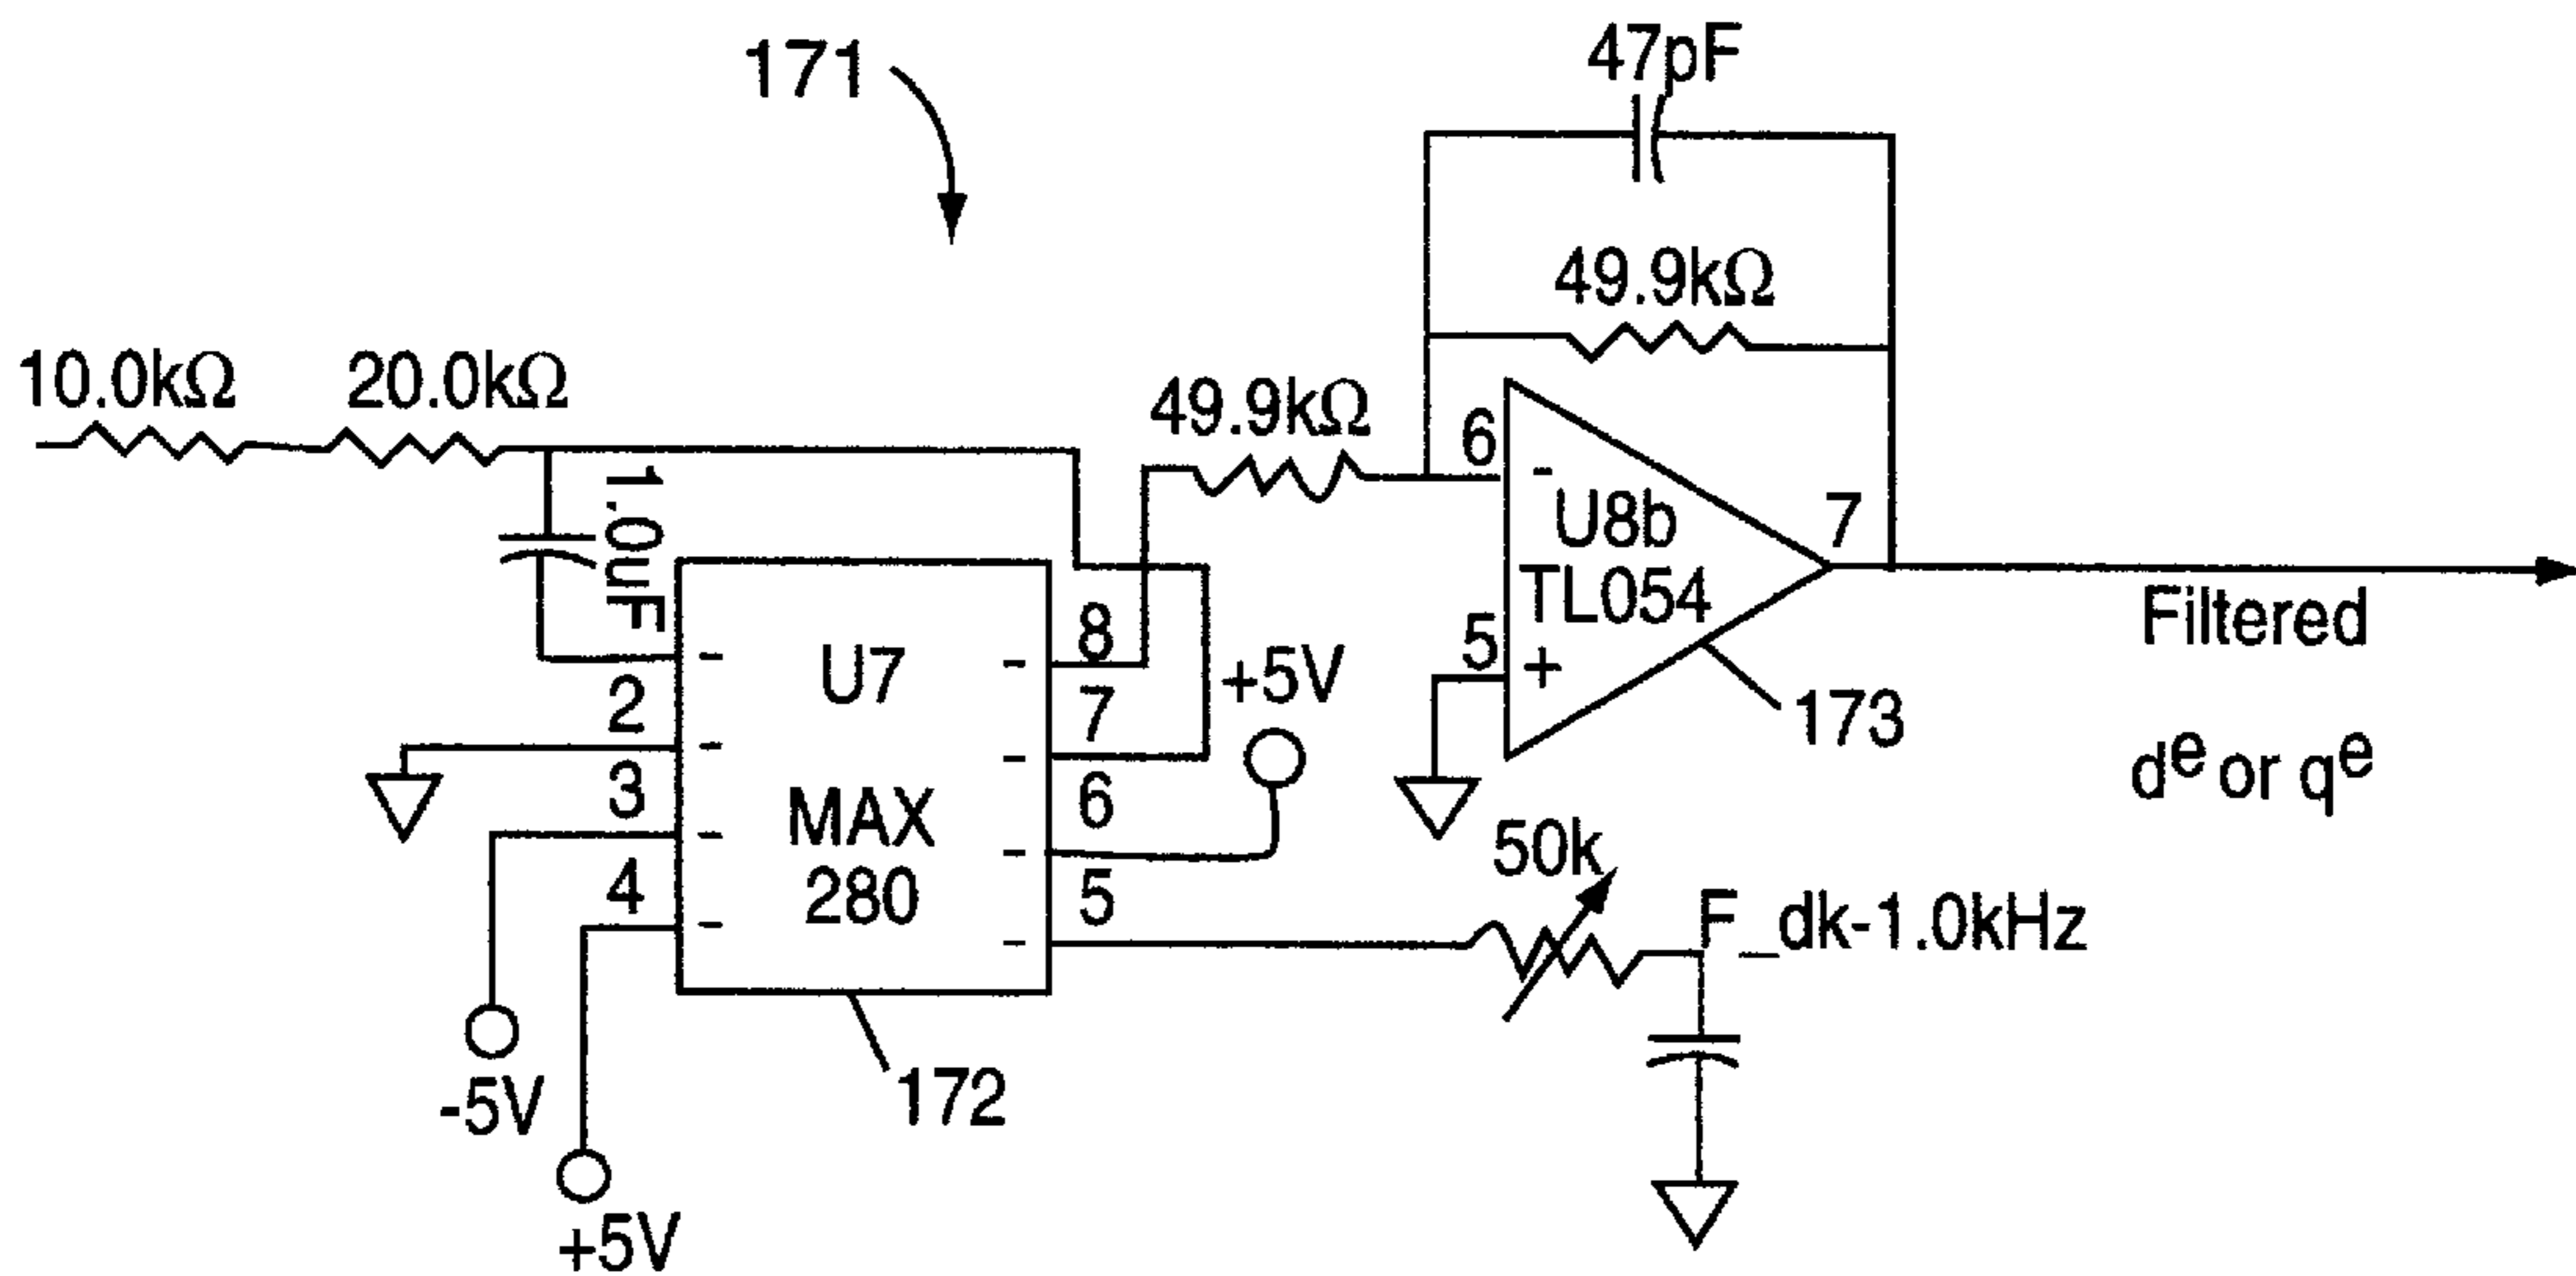 171
47pF
49.9kΩ
10.0kΩ
20.0kΩ
49.9kΩ
1.0uF
6
-
U8b
TL054
7
5
+
173
Filtered
d^e or q^e
U7
MAX
280
2
3
4
8
7
6
5
+5V
50k
F_dk-1.0kHz
172
-5V
+5V